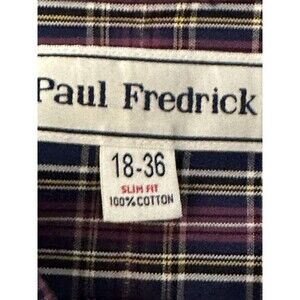 Paul Fredrick
18-36
SLIM FIT
100% COTTON